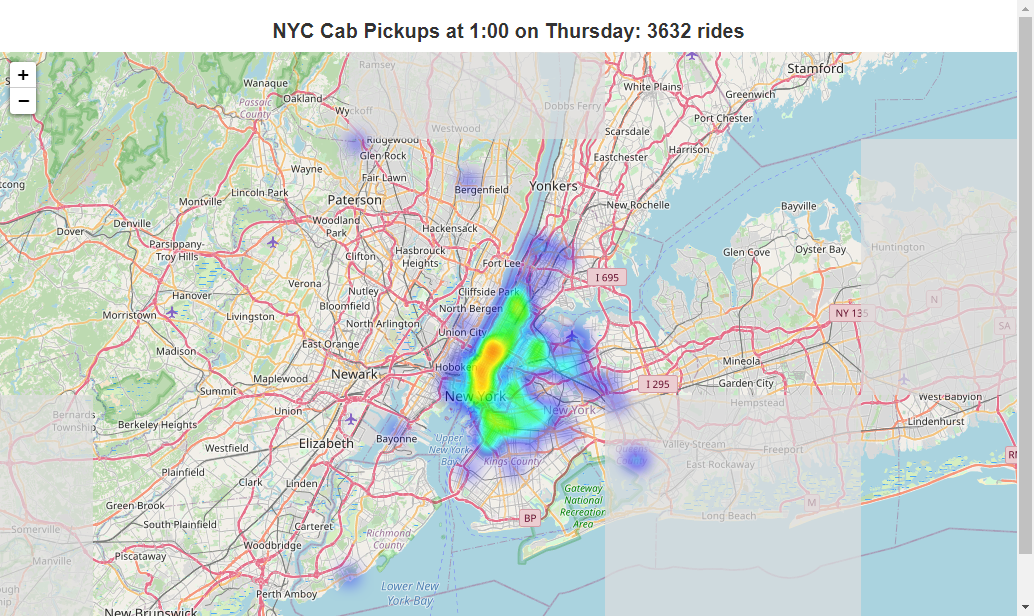 NYC Cab Pickups at 1:00 on Thursday: 3632 rides
+
−
Ramsey
Stamford
Wanaque
White Plains
Oakland
Greenwich
Passaic
County
Wyckoff
Dobbs Ferry
Port Chester
Westwood
Scarsdale
Ridgewood
Harrison
Glen Rock
Eastchester
Wayne
Fair Lawn
Bergenfield
Yonkers
Lincoln Park
Paterson
Montville
New Rochelle
Bayville
Denville
Woodland
Park
Hackensack
Dover
Parsippany-
Troy Hills
Hasbrouck
Heights
Clifton
Glen Cove
Oyster Bay
Huntington
Fort Lee
I 695
Verona
Nutley
Cliffside Park
Hanover
Bloomfield
North Bergen
N
Morristown
Livingston
North Arlington
NY 135
SA
Union City
East Orange
Madison
Mineola
Newark
Hoboken
Maplewood
I 295
Garden City
Summit
New York
West Babylon
Hempstead
Bernards
Township
Union
New York
Berkeley Heights
Lindenhurst
Elizabeth
Bayonne
Upper
New York
Bay
Valley Stream
Freeport
Westfield
Kings County
East Rockaway
Plainfield
Clark
Linden
Gateway
National
Recreation
Area
Green Brook
M
South Plainfield
Carteret
BP
Long Beach
Somerville
Richmond
County
Woodbridge
Piscataway
Manville
Perth Amboy
Lower New
York Bay
New Brunswick